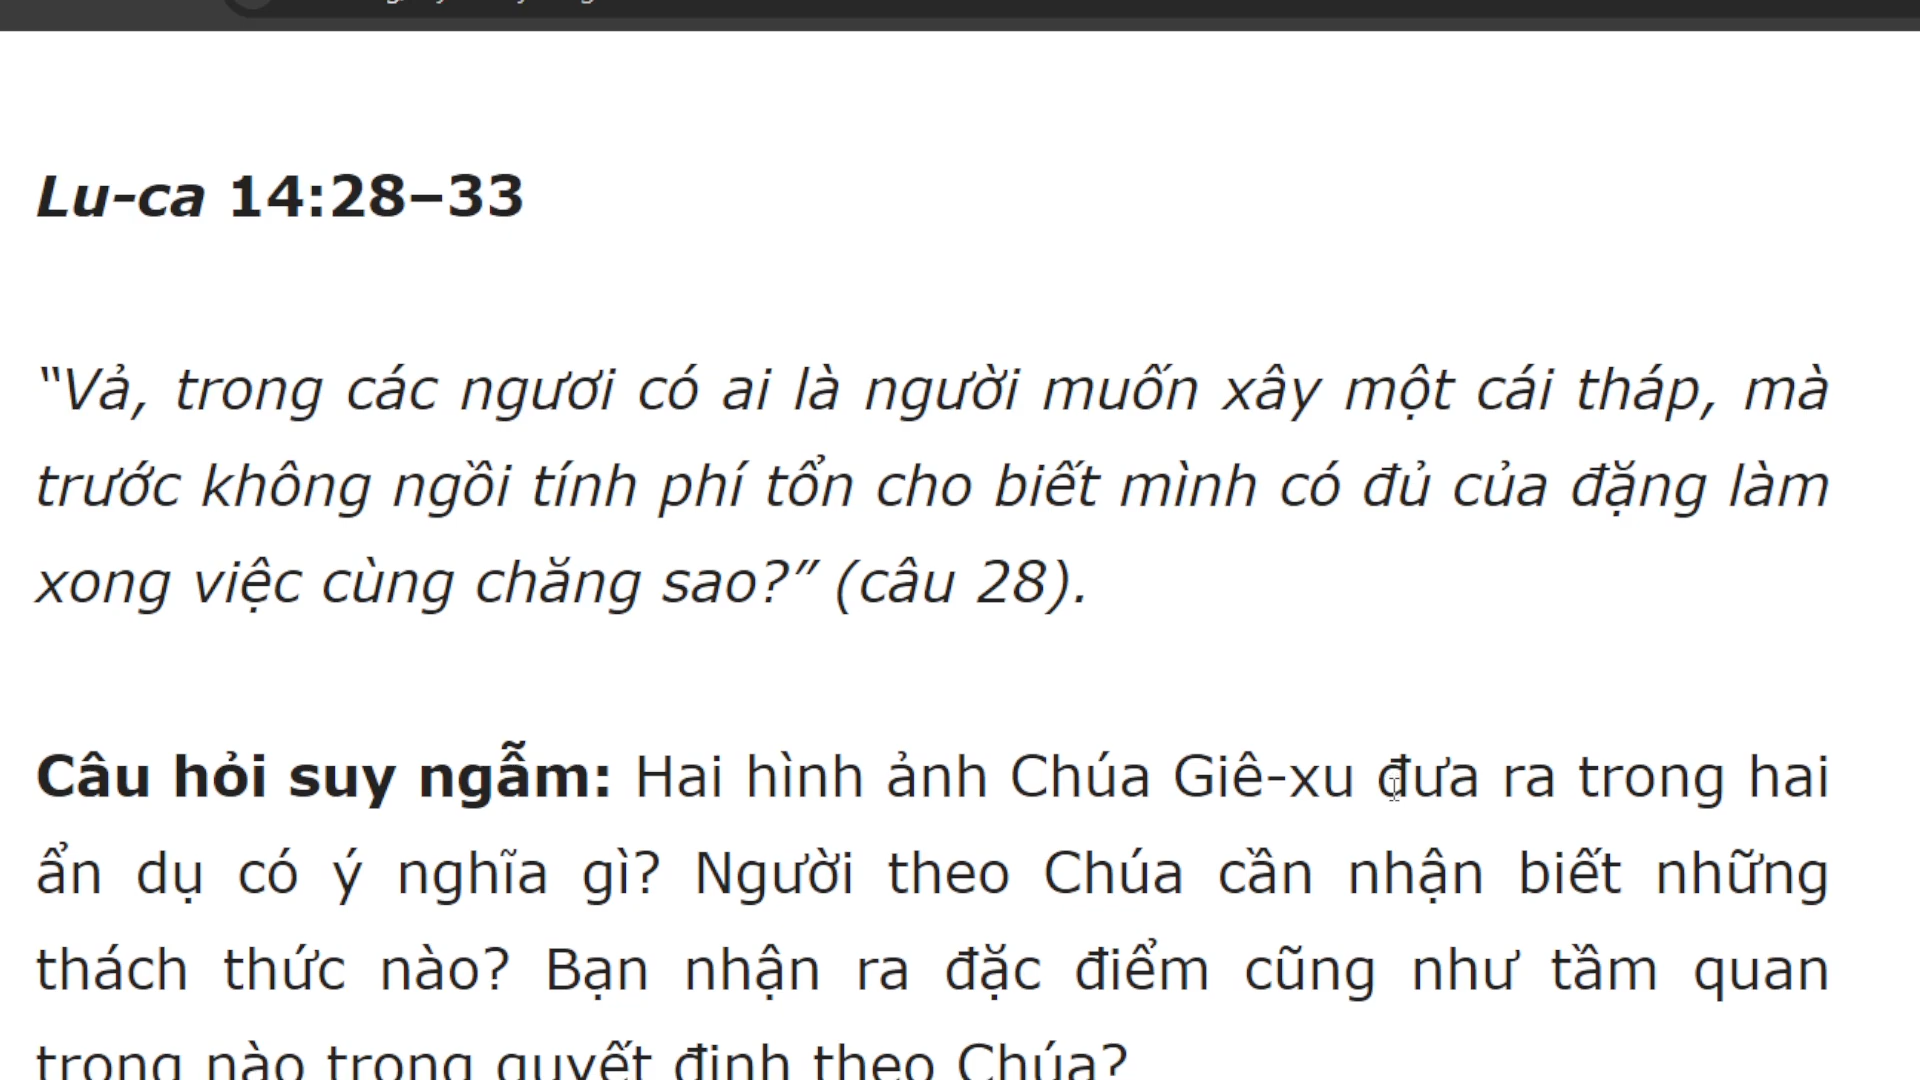 Lu-ca 14:28–33
“Vả, trong các ngươi có ai là người muốn xây một cái tháp, mà
trước không ngồi tính phí tổn cho biết mình có đủ của đặng làm
xong việc cùng chăng sao?” (câu 28).
Câu hỏi suy ngẫm: Hai hình ảnh Chúa Giê-xu đưa ra trong hai
ẩn dụ có ý nghĩa gì? Người theo Chúa cần nhận biết những
thách thức nào? Bạn nhận ra đặc điểm cũng như tầm quan
trọng nào trong quyết định theo Chúa?